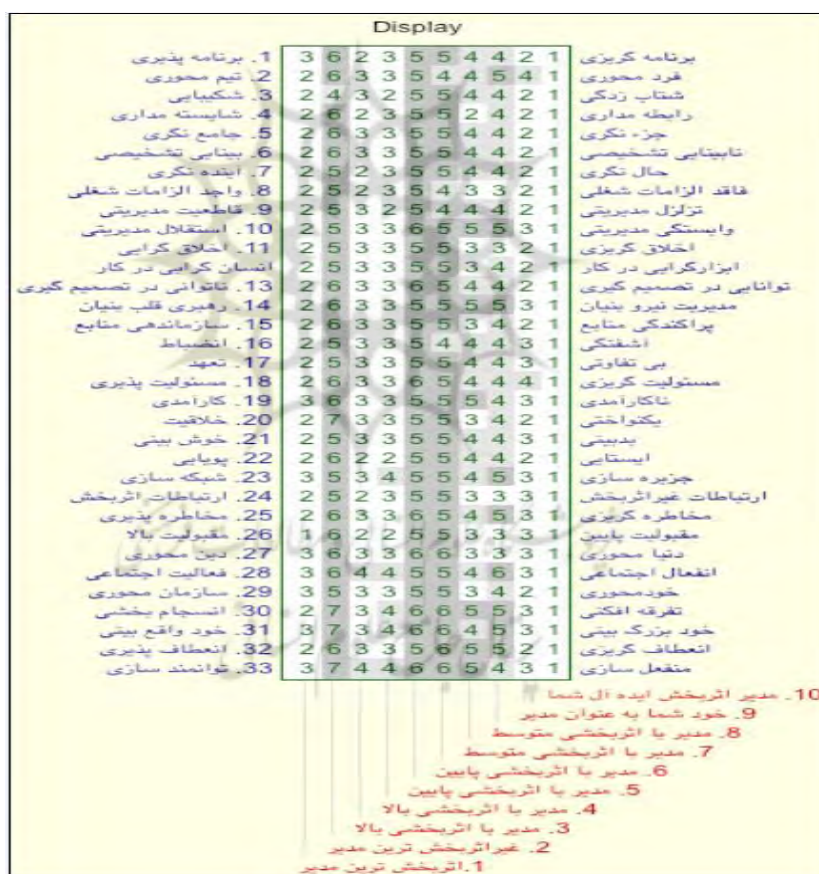 Display
1. برنامه پذیری 3 6 2 3 5 5 4 4 2 1 برنامه گریزی
2. تیم محوری 2 6 3 3 5 4 4 5 4 1 فرد محوری
3. شکیبایی 2 4 3 2 5 5 4 4 2 1 شتاب زدگی
4. شایسته مداری 2 6 2 3 5 5 2 4 2 1 رابطه مداری
5. جامع نگری 2 6 3 3 5 5 4 4 2 1 جزء نگری
6. بینایی تشخیصی 2 6 3 3 5 5 4 4 2 1 نابینایی تشخیصی
7. آینده نگری 2 5 2 3 5 5 4 4 2 1 حال نگری
8. واجد الزامات شغلی 2 5 2 3 5 4 3 3 2 1 فاقد الزامات شغلی
9. قاطعیت مدیریتی 2 5 3 2 5 4 4 4 2 1 تزلزل مدیریتی
10. استقلال مدیریتی 2 5 3 3 6 5 5 5 3 1 وابستگی مدیریتی
11. اخلاق گرایی 2 5 3 3 5 5 3 3 2 1 اخلاق گریزی
انسان گرایی در کار 2 5 3 3 5 5 3 4 2 1 ابزارگرایی در کار
13. ناتوانی در تصمیم گیری 2 6 3 3 6 5 4 4 2 1 توانایی در تصمیم گیری
14. رهبری قلب بنیان 2 6 3 3 5 5 5 5 3 1 مدیریت نیرو بنیان
15. سازماندهی منابع 2 6 3 3 5 5 3 4 2 1 پراکندگی منابع
16. انضباط 2 5 3 3 5 4 4 4 3 1 آشفتگی
17. تعهد 2 5 3 3 5 5 4 4 3 1 بی تفاوتی
18. مسئولیت پذیری 2 6 3 3 6 5 4 4 4 1 مسئولیت گریزی
19. کارآمدی 3 6 3 3 5 5 5 4 3 1 ناکارآمدی
20. خلاقیت 2 7 3 3 5 5 3 4 2 1 یکنواختی
21. خوش بینی 2 5 3 3 5 5 4 4 3 1 بدبینی
22. پویایی 2 6 2 2 5 5 4 4 2 1 ایستایی
23. شبکه سازی 3 5 3 4 5 5 4 5 3 1 جزیره سازی
24. ارتباطات اثربخش 2 5 2 3 5 5 3 3 3 1 ارتباطات غیراثربخش
25. مخاطره پذیری 2 6 3 3 6 5 4 5 3 1 مخاطره گریزی
26. مقبولیت بالا 1 6 2 2 5 5 3 3 3 1 مقبولیت پایین
27. دین محوری 3 6 3 3 6 6 3 3 3 1 دنیا محوری
28. فعالیت اجتماعی 3 6 4 4 5 5 4 6 3 1 انفعال اجتماعی
29. سازمان محوری 3 5 3 3 5 5 3 4 2 1 خودمحوری
30. انسجام بخشی 2 7 3 4 6 6 5 5 3 1 تفرقه افکنی
31. خود واقع بینی 3 7 3 4 6 6 4 5 3 1 خود بزرگ بینی
32. انعطاف پذیری 2 6 3 3 5 6 5 5 2 1 انعطاف گریزی
33. توانمند سازی 3 7 4 4 6 6 5 4 3 1 منفعل سازی
10. مدیر اثربخش ایده آل شما
9. خود شما به عنوان مدیر
8. مدیر با اثربخشی متوسط
7. مدیر با اثربخشی متوسط
6. مدیر با اثربخشی پایین
5. مدیر با اثربخشی پایین
4. مدیر با اثربخشی بالا
3. مدیر با اثربخشی بالا
2. غیراثربخش ترین مدیر
1. اثربخش ترین مدیر